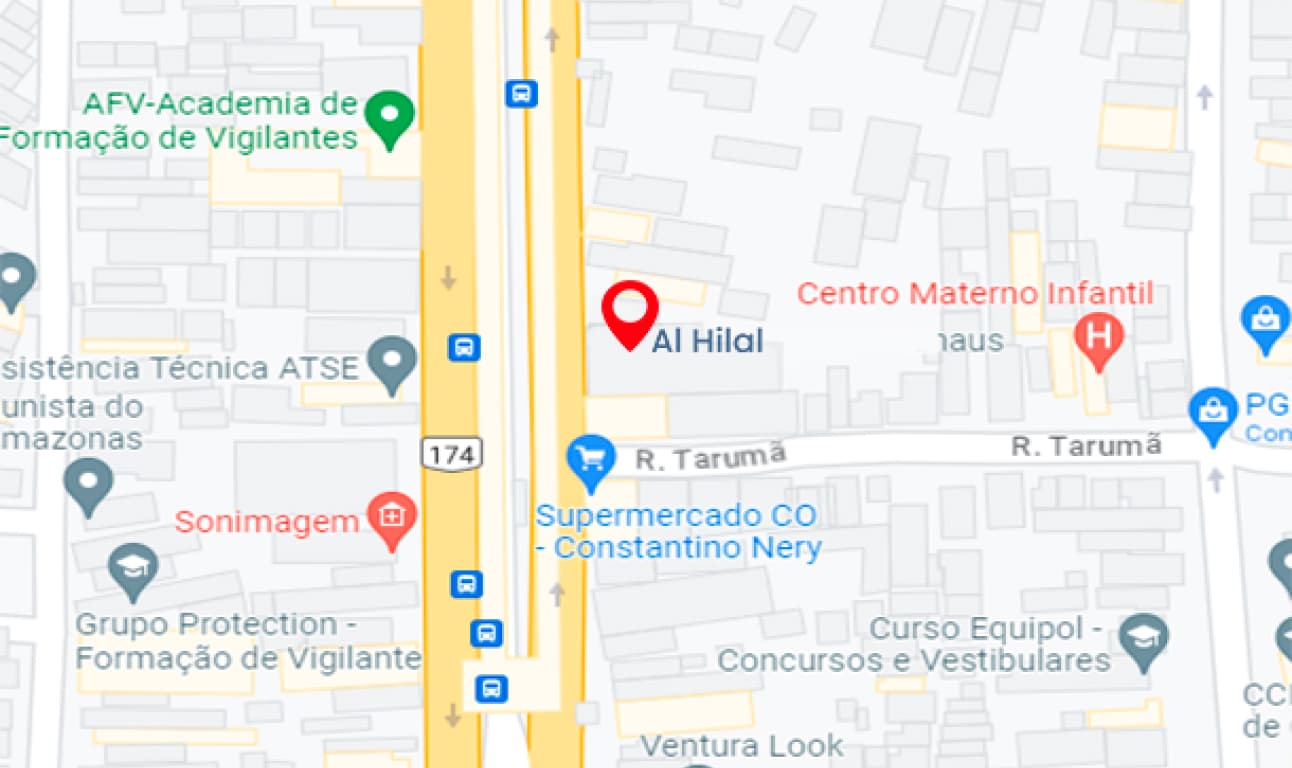 AFV-Academia de
Formação de Vigilantes
Centro Materno Infantil
Al Hilal
haus
sistência Técnica ATSE
unista do
mazonas
PG
Con
174
R. Tarumã
R. Tarumã
Sonimagem
Supermercado CO
- Constantino Nery
Grupo Protection -
Formação de Vigilante
Curso Equipol -
Concursos e Vestibulares
CCI
de
Ventura Look
H